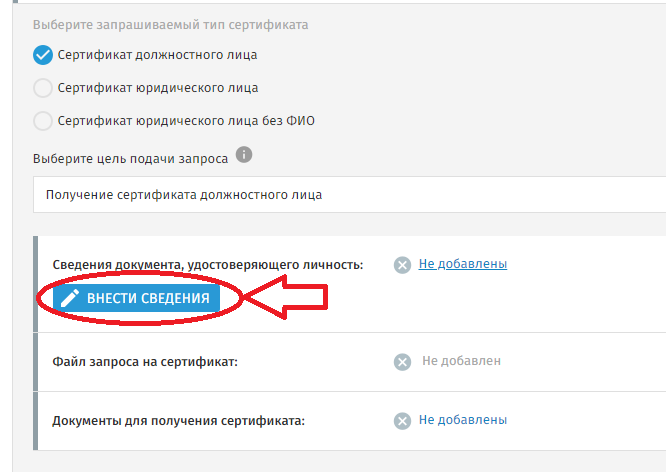 Выберите запрашиваемый тип сертификата
Сертификат должностного лица
Сертификат юридического лица
Сертификат юридического лица без ФИО
Выберите цель подачи запроса i
Получение сертификата должностного лица
Сведения документа, удостоверяющего личность: Не добавлены
ВНЕСТИ СВЕДЕНИЯ
Файл запроса на сертификат: Не добавлен
Документы для получения сертификата: Не добавлены